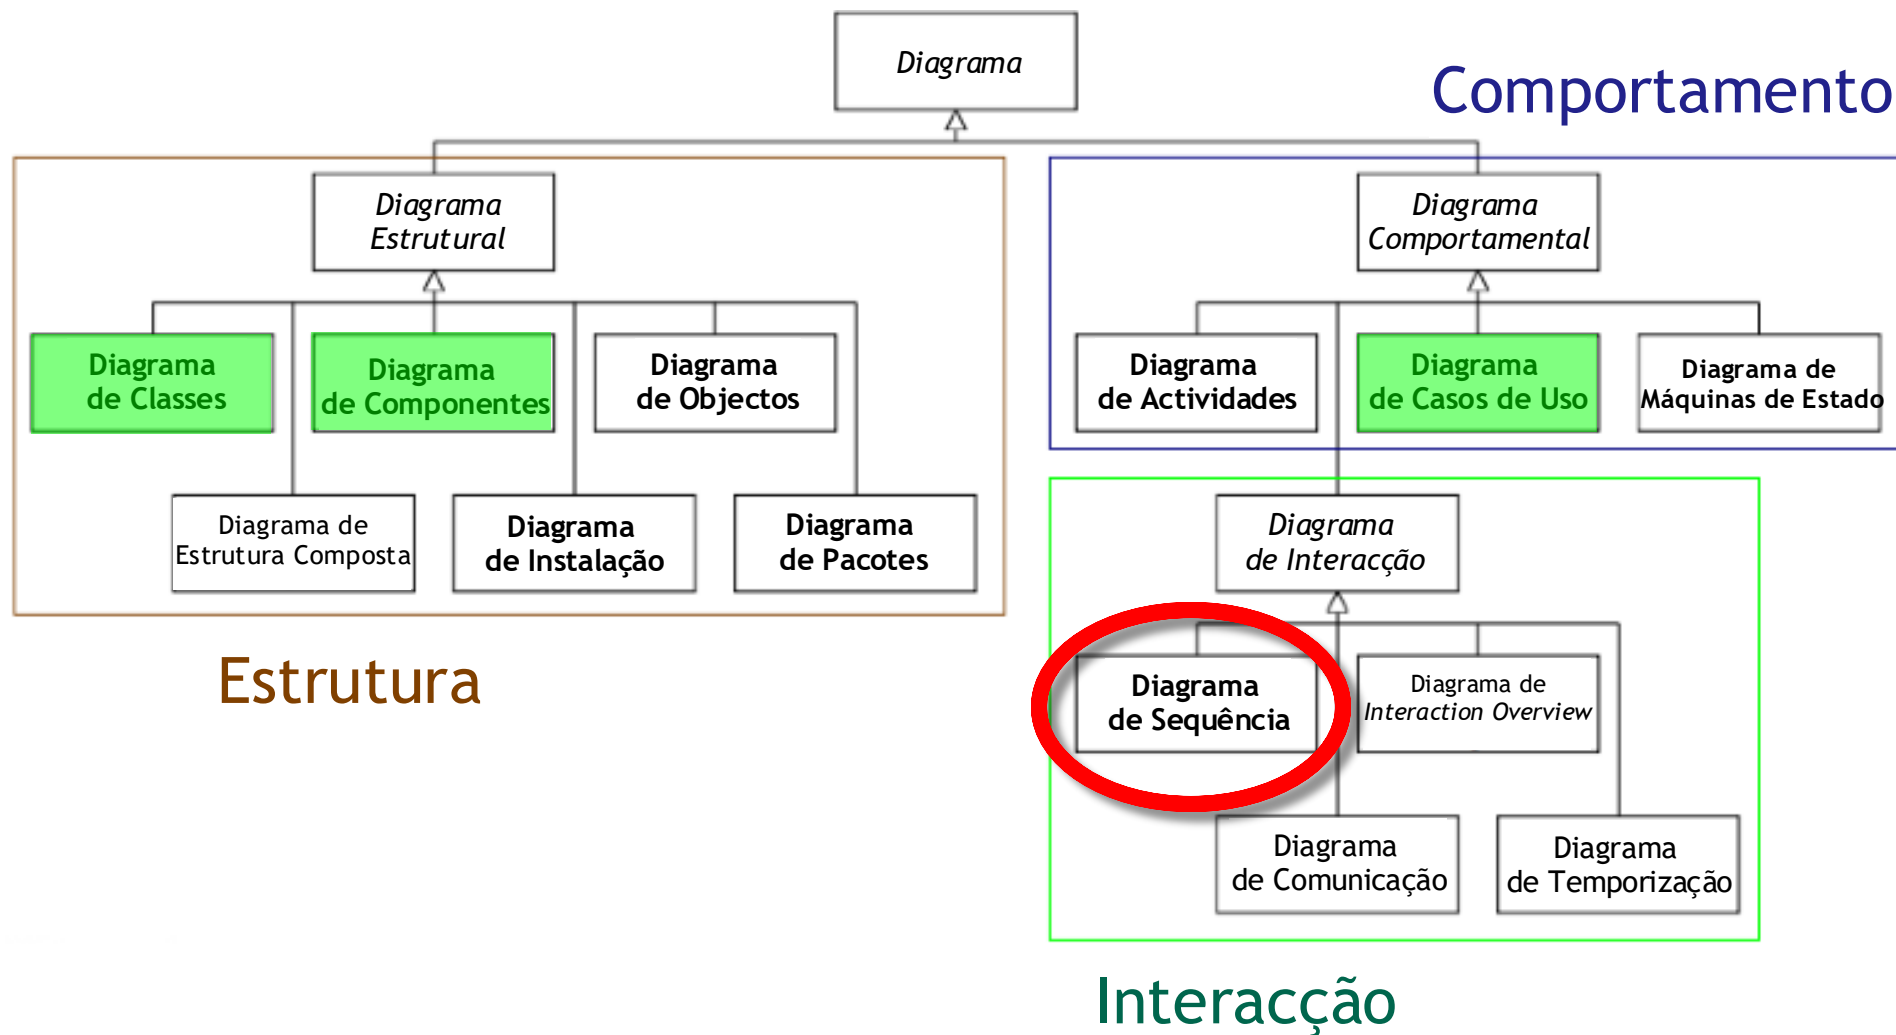 Diagrama
Comportamento
Diagrama
Estrutural
Diagrama
Comportamental
Diagrama
de Classes
Diagrama
de Componentes
Diagrama
de Objectos
Diagrama
de Actividades
Diagrama
de Casos de Uso
Diagrama de
Máquinas de Estado
Diagrama de
Estrutura Composta
Diagrama
de Instalação
Diagrama
de Pacotes
Diagrama
de Interacção
Estrutura
Diagrama
de Sequência
Diagrama de
Interaction Overview
Diagrama
de Comunicação
Diagrama
de Temporização
Interacção